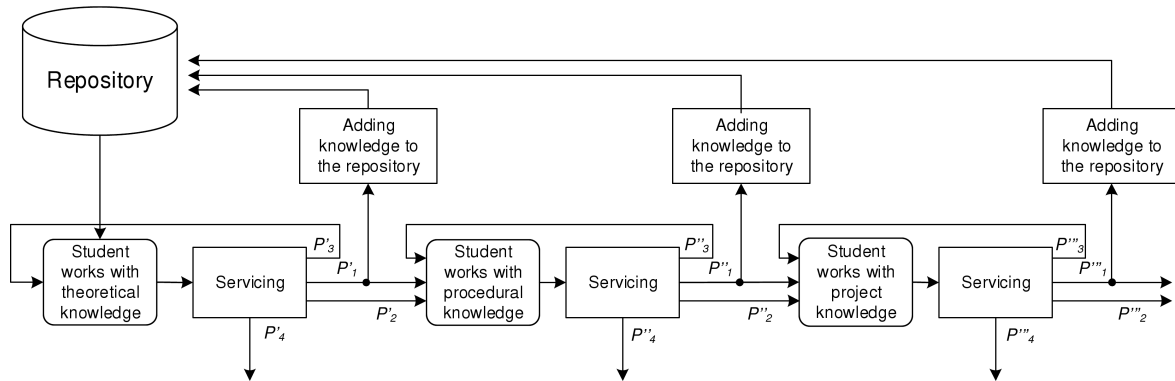 Repository
Adding
knowledge to
the repository
Adding
knowledge to
the repository
Adding
knowledge to
the repository
Student
works with
theoretical
knowledge
Servicing
P'3
P'1
P'2
P'4
Student
works with
procedural
knowledge
Servicing
P''3
P''1
P''2
P''4
Student
works with
project
knowledge
Servicing
P'''3
P'''1
P'''2
P'''4